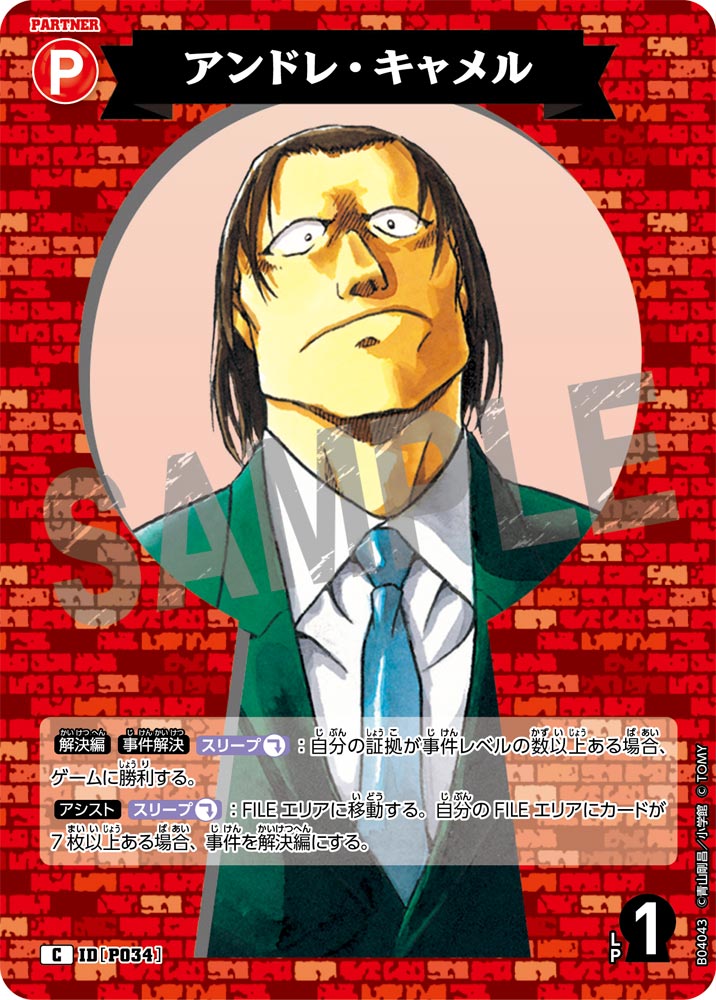 PARTNER
P
アンドレ・キャメル
SAMPLE
解決編 事件解決 スリープ：自分の証拠が事件レベルの数以上ある場合、
ゲームに勝利する。
アシスト スリープ：FILEエリアに移動する。自分のFILEエリアにカードが
7枚以上ある場合、事件を解決編にする。
C ID[P034]
LP 1
B04043 ©青山剛昌／小学館 © TOMY